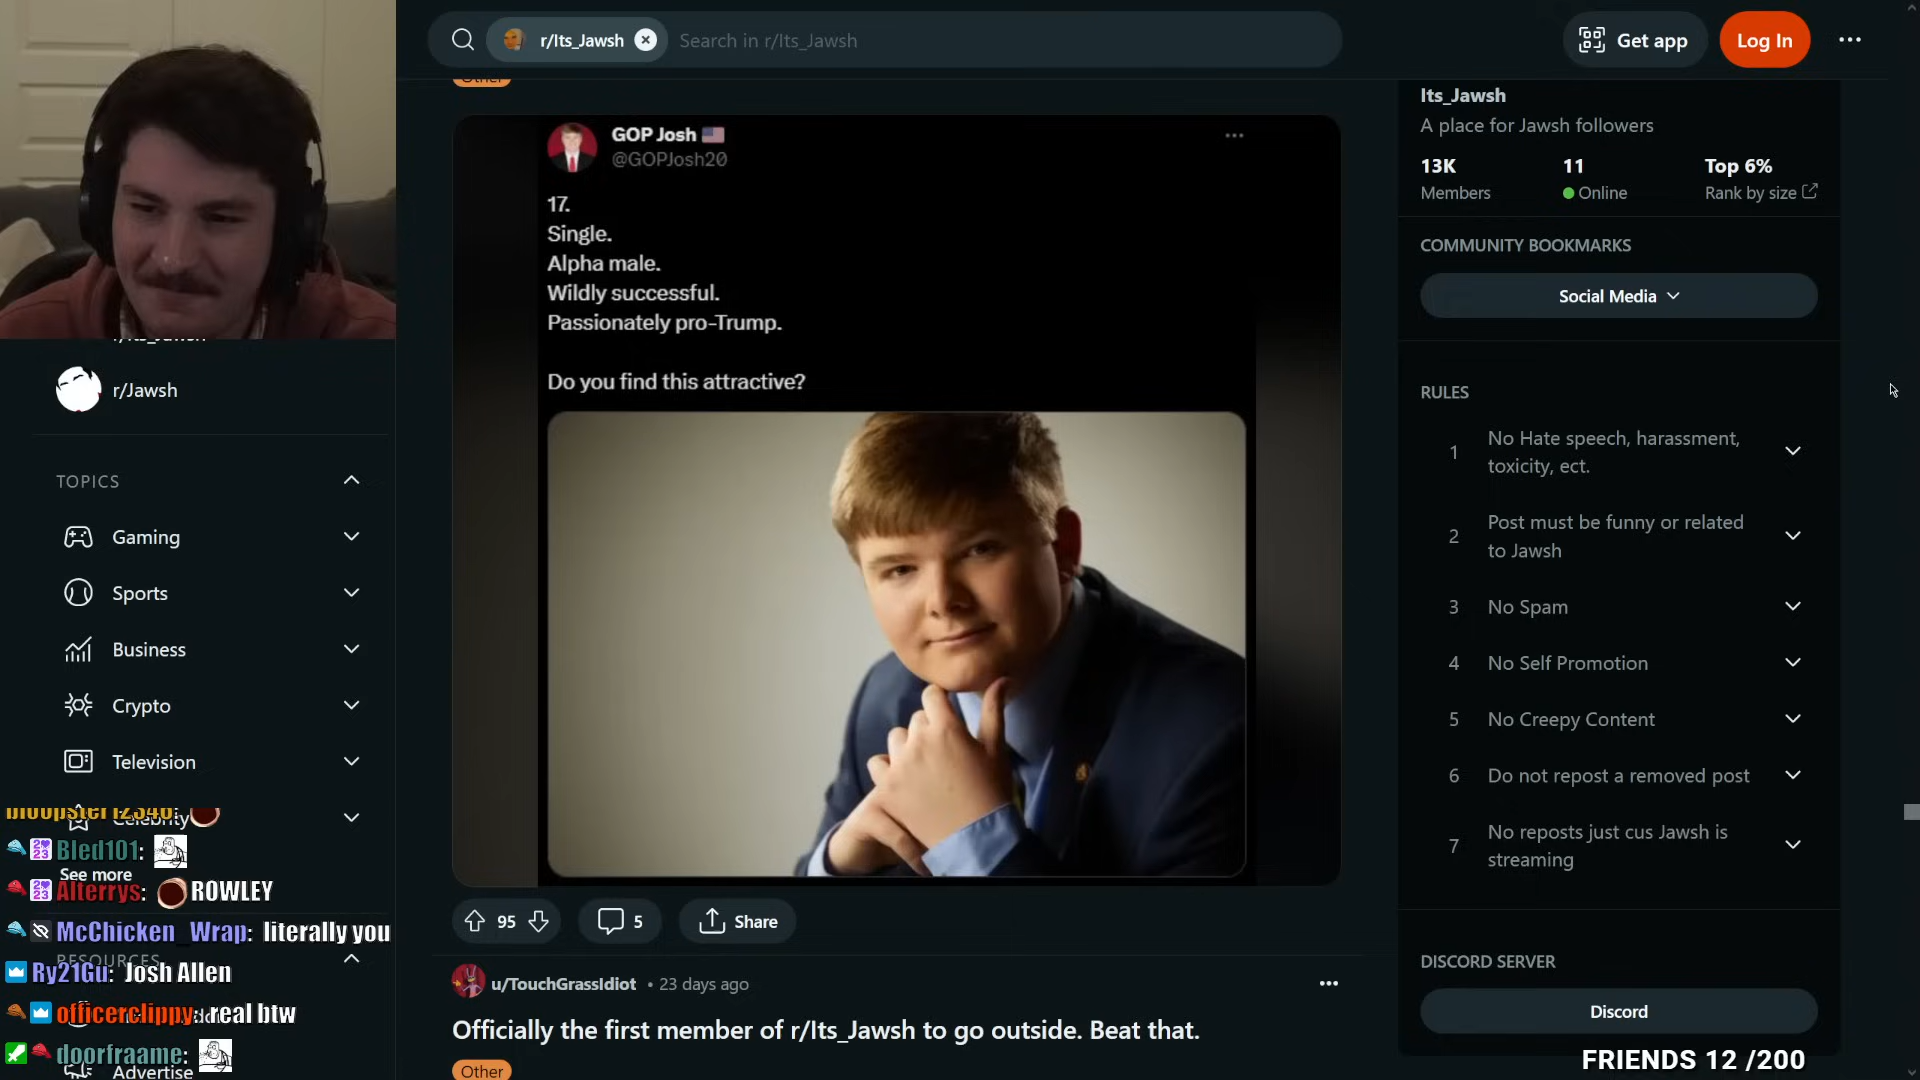 r/Its_Jawsh
Search in r/Its_Jawsh
Get app
Log In
Other
GOP Josh
@GOPJosh20
17.
Single.
Alpha male.
Wildly successful.
Passionately pro-Trump.
Do you find this attractive?
95
5
Share
u/TouchGrassIdiot • 23 days ago
Officially the first member of r/Its_Jawsh to go outside. Beat that.
Other
r/Its_Jawsh
r/Jawsh
TOPICS
Gaming
Sports
Business
Crypto
Television
Celebrity
See more
RESOURCES
Advertise
bloopster12346:
Bled101:
Alterrys: ROWLEY
McChicken_Wrap: literally you
Ry21Gu: Josh Allen
officerclippy: real btw
doorfraame:
Its_Jawsh
A place for Jawsh followers
13K
Members
11
Online
Top 6%
Rank by size
COMMUNITY BOOKMARKS
Social Media
RULES
1
No Hate speech, harassment,
toxicity, ect.
2
Post must be funny or related
to Jawsh
3
No Spam
4
No Self Promotion
5
No Creepy Content
6
Do not repost a removed post
7
No reposts just cus Jawsh is
streaming
DISCORD SERVER
Discord
FRIENDS 12 /200